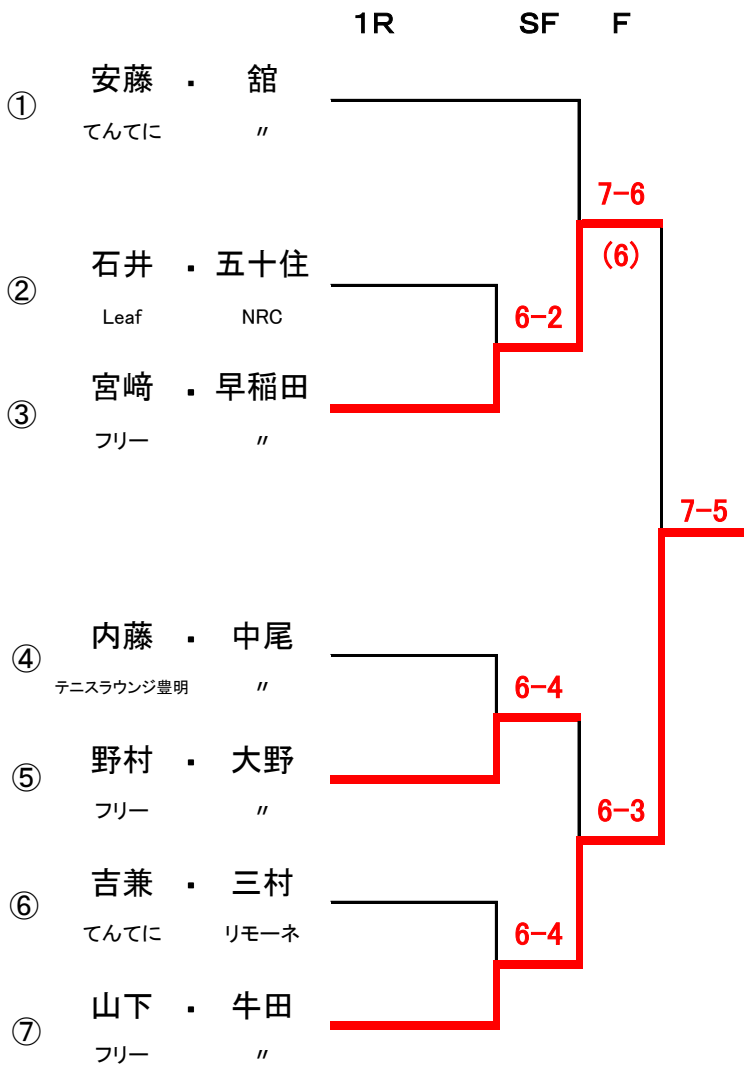 1R SF F
① 安藤 ・ 舘
てんてに 〃
7-6
(6)
② 石井 ・ 五十住
Leaf NRC
6-2
③ 宮﨑 ・ 早稲田
フリー 〃
7-5
④ 内藤 ・ 中尾
テニスラウンジ豊明 〃
6-4
⑤ 野村 ・ 大野
フリー 〃
6-3
⑥ 吉兼 ・ 三村
てんてに リモーネ
6-4
⑦ 山下 ・ 牛田
フリー 〃